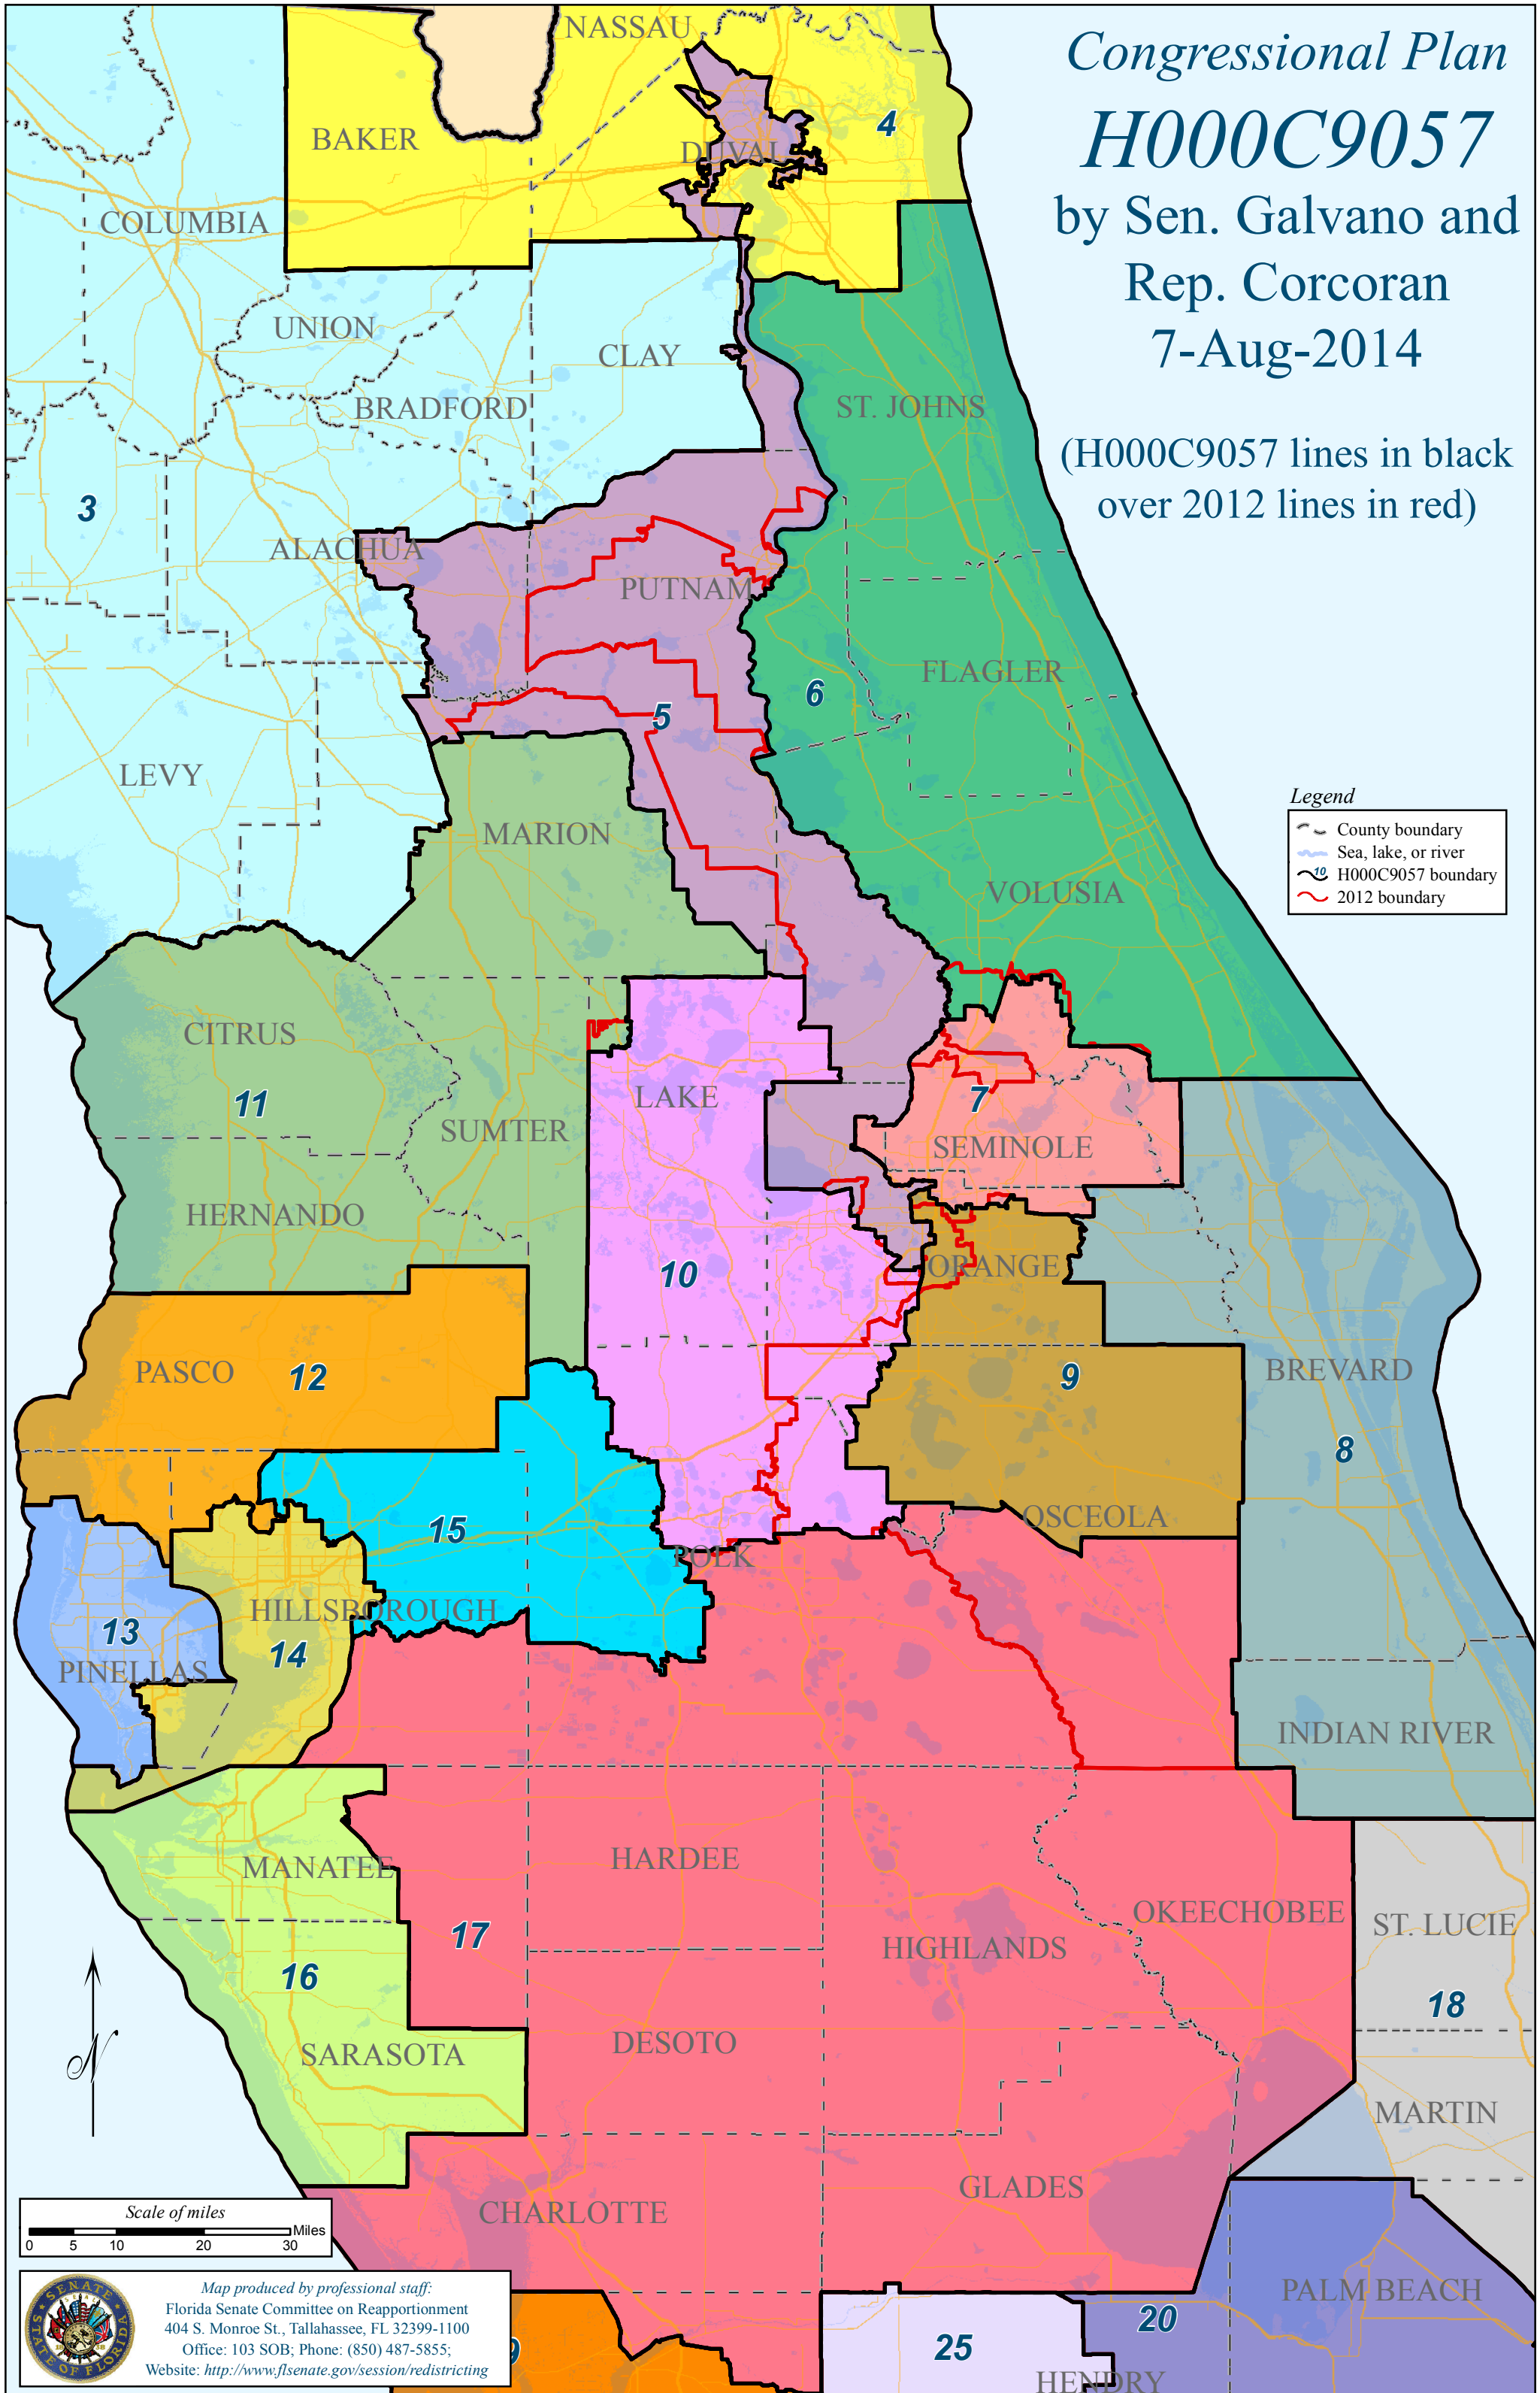 Congressional Plan
H000C9057
by Sen. Galvano and
Rep. Corcoran
7-Aug-2014
(H000C9057 lines in black
over 2012 lines in red)
NASSAU
BAKER
4
DUVAL
COLUMBIA
UNION
CLAY
BRADFORD
ST. JOHNS
3
ALACHUA
PUTNAM
FLAGLER
6
5
LEVY
MARION
VOLUSIA
Legend
County boundary
Sea, lake, or river
10 H000C9057 boundary
2012 boundary
CITRUS
11
LAKE
7
SUMTER
SEMINOLE
HERNANDO
10
ORANGE
PASCO
12
9
BREVARD
8
15
OSCEOLA
POLK
HILLSBOROUGH
13
14
PINELLAS
INDIAN RIVER
MANATEE
HARDEE
OKEECHOBEE
ST. LUCIE
17
HIGHLANDS
16
18
DESOTO
SARASOTA
N
MARTIN
GLADES
CHARLOTTE
Scale of miles
Miles
0 5 10 20 30
PALM BEACH
20
25
HENDRY
9
SENATE
STATE OF FLORIDA
Map produced by professional staff:
Florida Senate Committee on Reapportionment
404 S. Monroe St., Tallahassee, FL 32399-1100
Office: 103 SOB; Phone: (850) 487-5855;
Website: http://www.flsenate.gov/session/redistricting